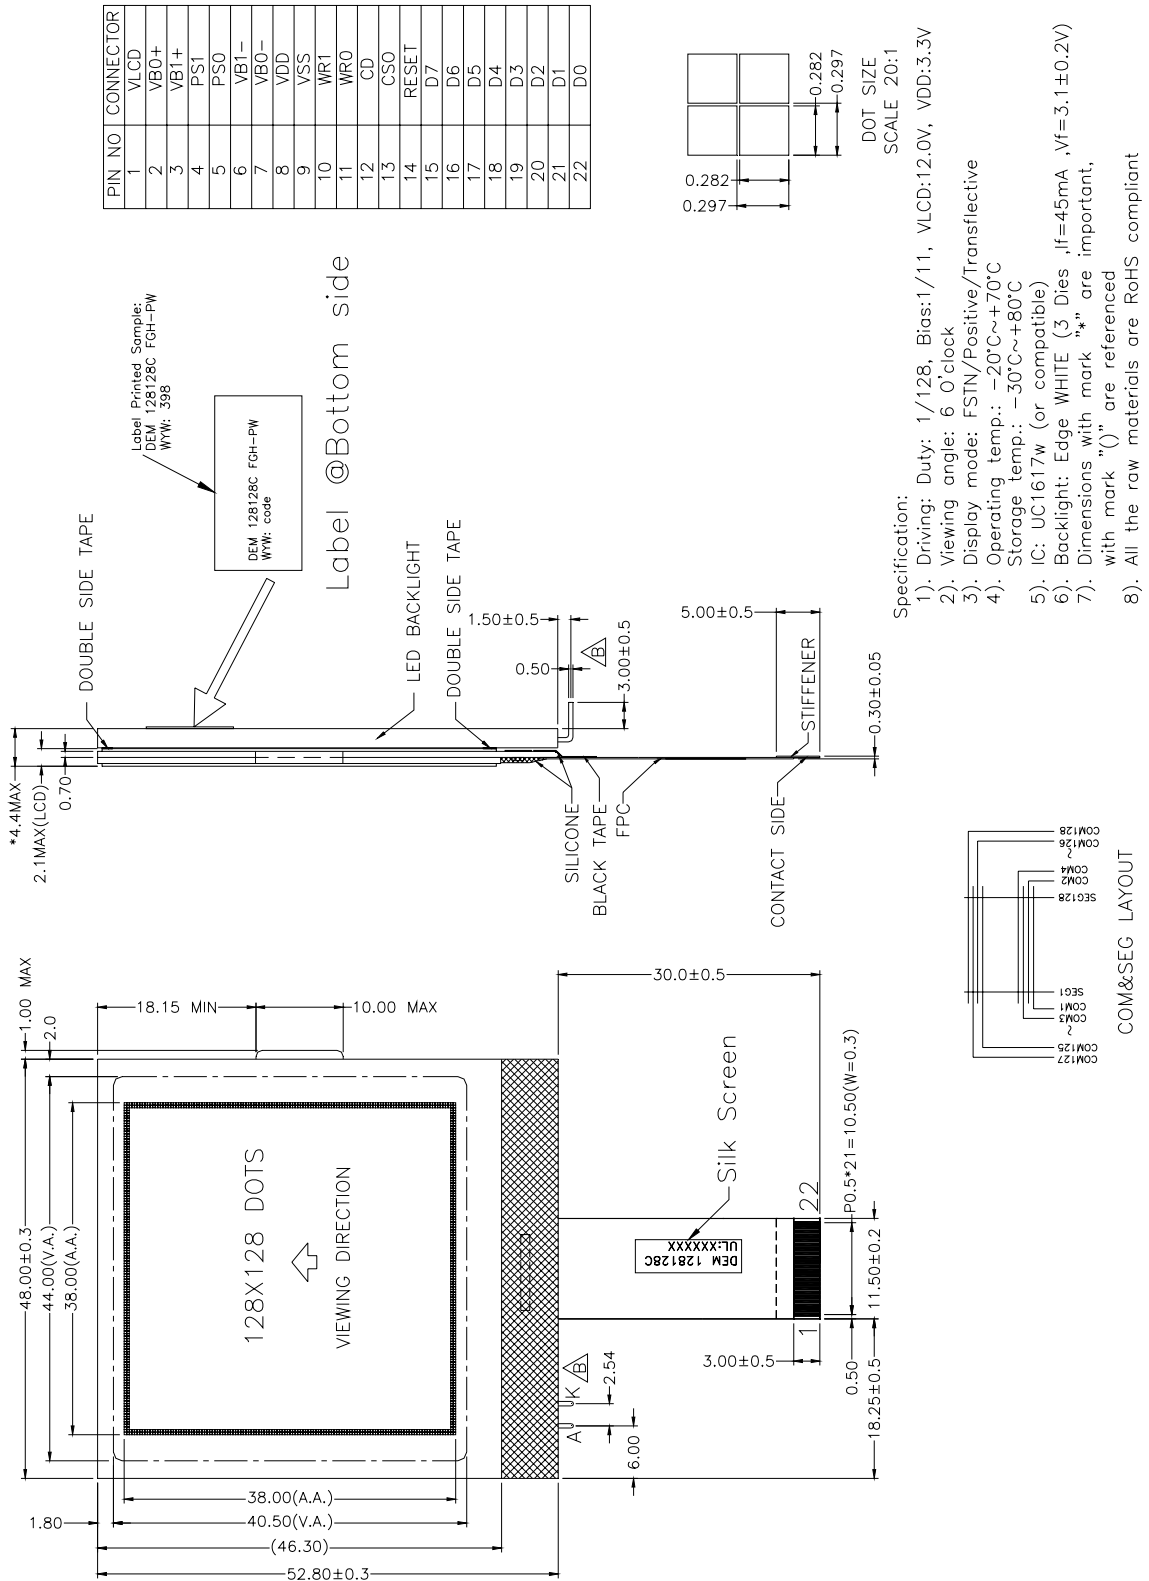 PIN NO CONNECTOR
1 VLCD
2 VB0+
3 VB1+
4 PS1
5 PS0
6 VB1-
7 VB0-
8 VDD
9 VSS
10 WR1
11 WR0
12 CD
13 CS0
14 RESET
15 D7
16 D6
17 D5
18 D4
19 D3
20 D2
21 D1
22 D0
0.282
0.297
0.282
0.297
DOT SIZE
SCALE 20:1
Label Printed Sample:
DEM 128128C FGH-PW
WYW: 398
DEM 128128C FGH-PW
WYW: code
Label @Bottom side
DOUBLE SIDE TAPE
LED BACKLIGHT
DOUBLE SIDE TAPE
1.50±0.5
0.50
B
3.00±0.5
5.00±0.5
STIFFENER
0.30±0.05
*4.4MAX
2.1MAX(LCD)
0.70
SILICONE
BLACK TAPE
FPC
CONTACT SIDE
Specification:
1). Driving: Duty: 1/128, Bias:1/11, VLCD:12.0V, VDD:3.3V
2). Viewing angle: 6 O'clock
3). Display mode: FSTN/Positive/Transflective
4). Operating temp.: -20°C~+70°C
Storage temp.: -30°C~+80°C
5). IC: UC1617w (or compatible)
6). Backlight: Edge WHITE (3 Dies ,If=45mA ,Vf=3.1±0.2V)
7). Dimensions with mark "*" are important,
with mark "()" are referenced
8). All the raw materials are RoHS compliant
1.00 MAX
2.0
18.15 MIN
10.00 MAX
48.00±0.3
44.00(V.A.)
38.00(A.A.)
128X128 DOTS
VIEWING DIRECTION
38.00(A.A.)
40.50(V.A.)
(46.30)
52.80±0.3
1.80
30.0±0.5
Silk Screen
DEM 128128C
UL:XXXXXX
A
K
B
2.54
6.00
1
22
3.00±0.5
0.50
P0.5*21=10.50(W=0.3)
11.50±0.2
18.25±0.5
COM128
COM126
~
COM4
COM2
SEG128
SEG1
COM1
COM3
~
COM125
COM127
COM&SEG LAYOUT